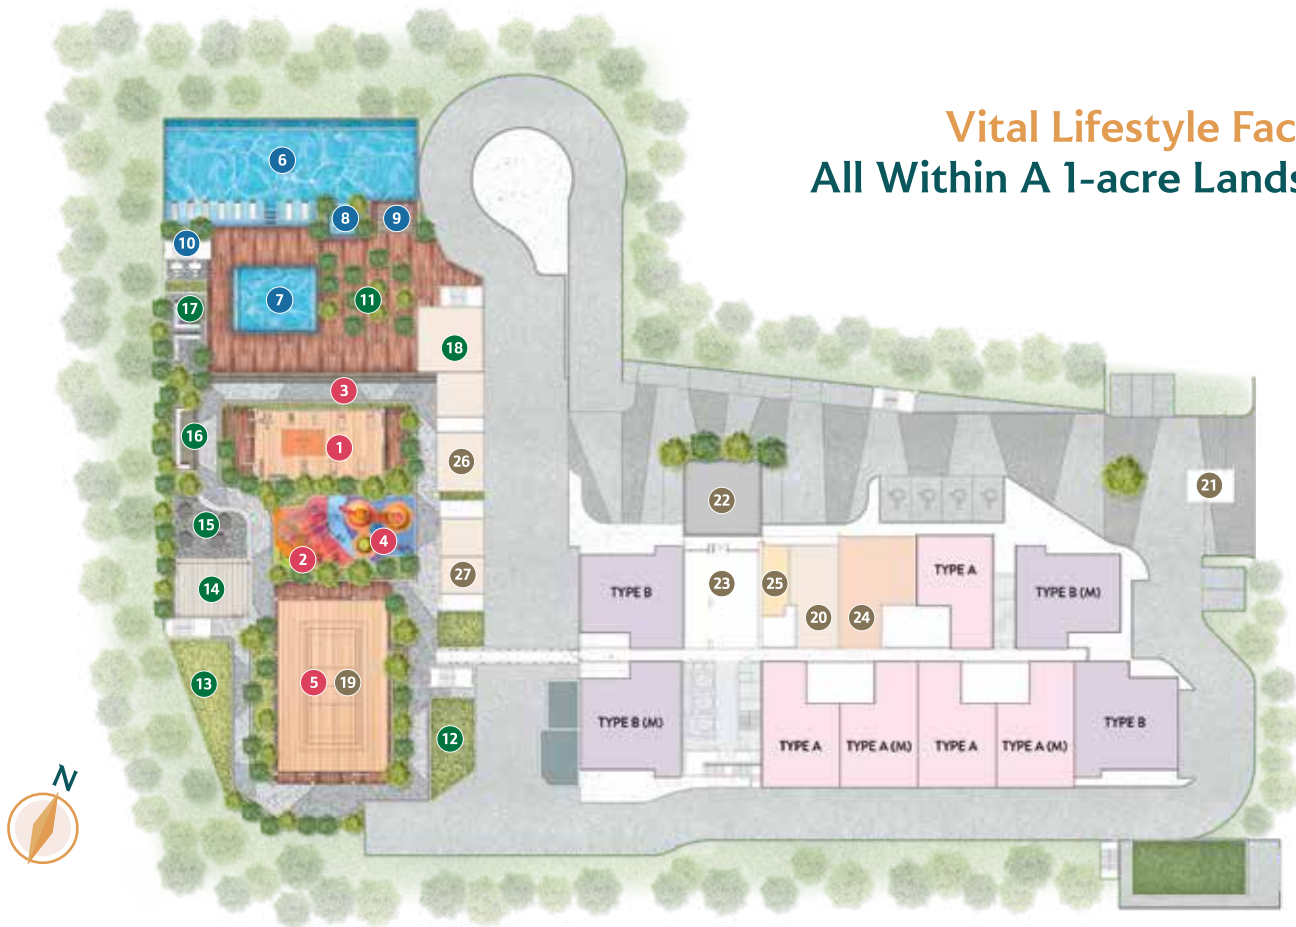 Vital Lifestyle Fac
All Within A 1-acre Lands
6
8
9
10
7
11
17
18
3
16
1
26
15
2
4
14
27
5
19
13
12
22
21
23
25
20
24
TYPE B
TYPE A
TYPE B (M)
TYPE B (M)
TYPE A
TYPE A (M)
TYPE A
TYPE A (M)
TYPE B
N